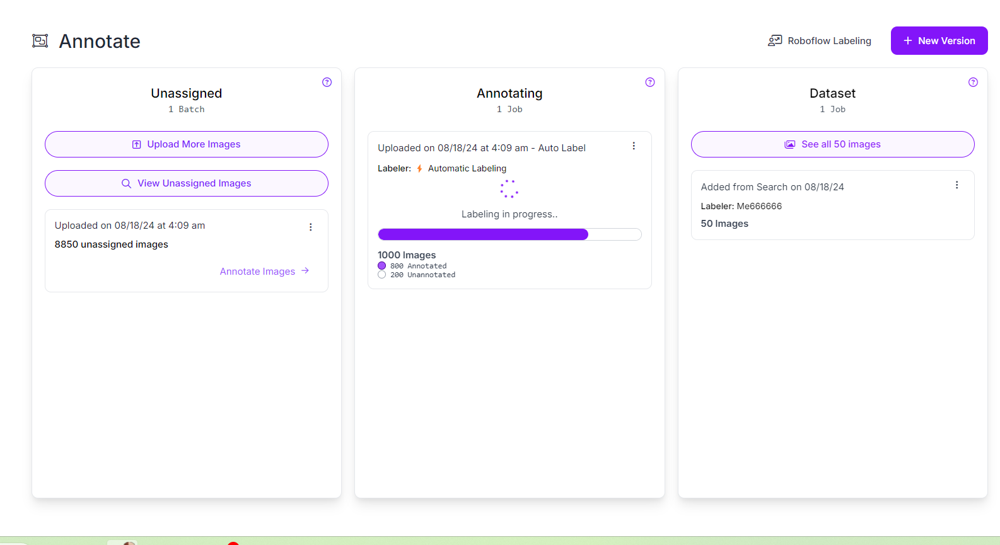 Annotate
Roboflow Labeling
+ New Version
Unassigned
1 Batch
Upload More Images
View Unassigned Images
Uploaded on 08/18/24 at 4:09 am
8850 unassigned images
Annotate Images →
Annotating
1 Job
Uploaded on 08/18/24 at 4:09 am - Auto Label
Labeler: Automatic Labeling
Labeling in progress..
1000 Images
800 Annotated
200 Unannotated
Dataset
1 Job
See all 50 images
Added from Search on 08/18/24
Labeler: Me666666
50 Images